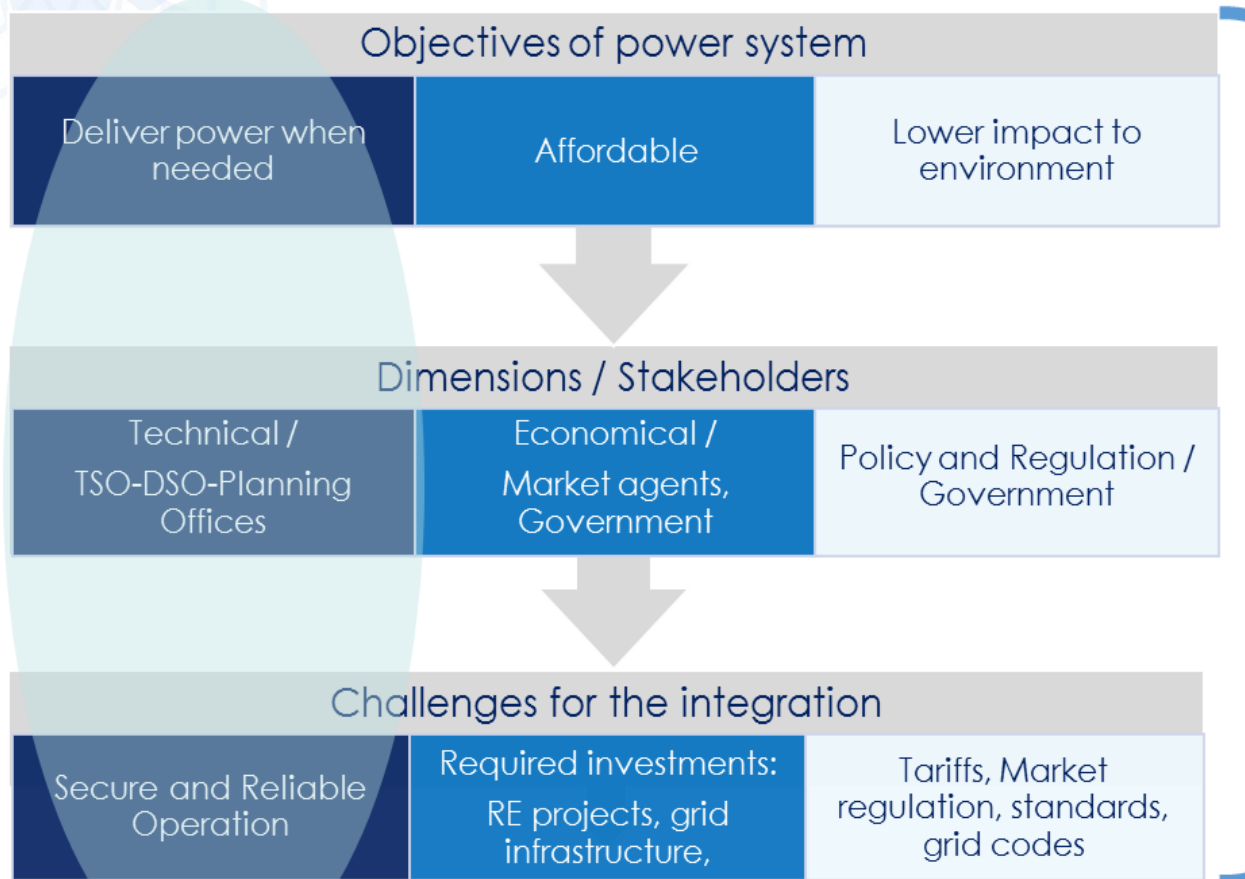 Objectives of power system
Deliver power when
needed
Affordable
Lower impact to
environment
Dimensions / Stakeholders
Technical /
TSO-DSO-Planning
Offices
Economical /
Market agents,
Government
Policy and Regulation /
Government
Challenges for the integration
Secure and Reliable
Operation
Required investments:
RE projects, grid
infrastructure,
Tariffs, Market
regulation, standards,
grid codes